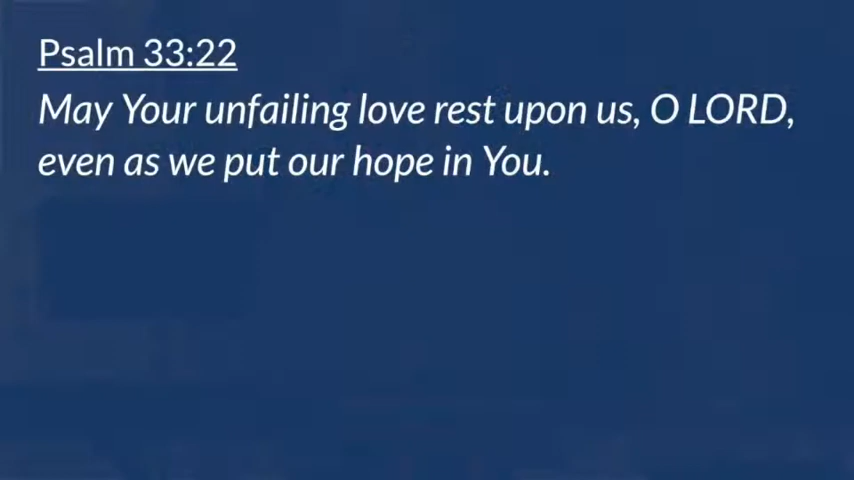 Psalm 33:22
May Your unfailing love rest upon us, O LORD,
even as we put our hope in You.